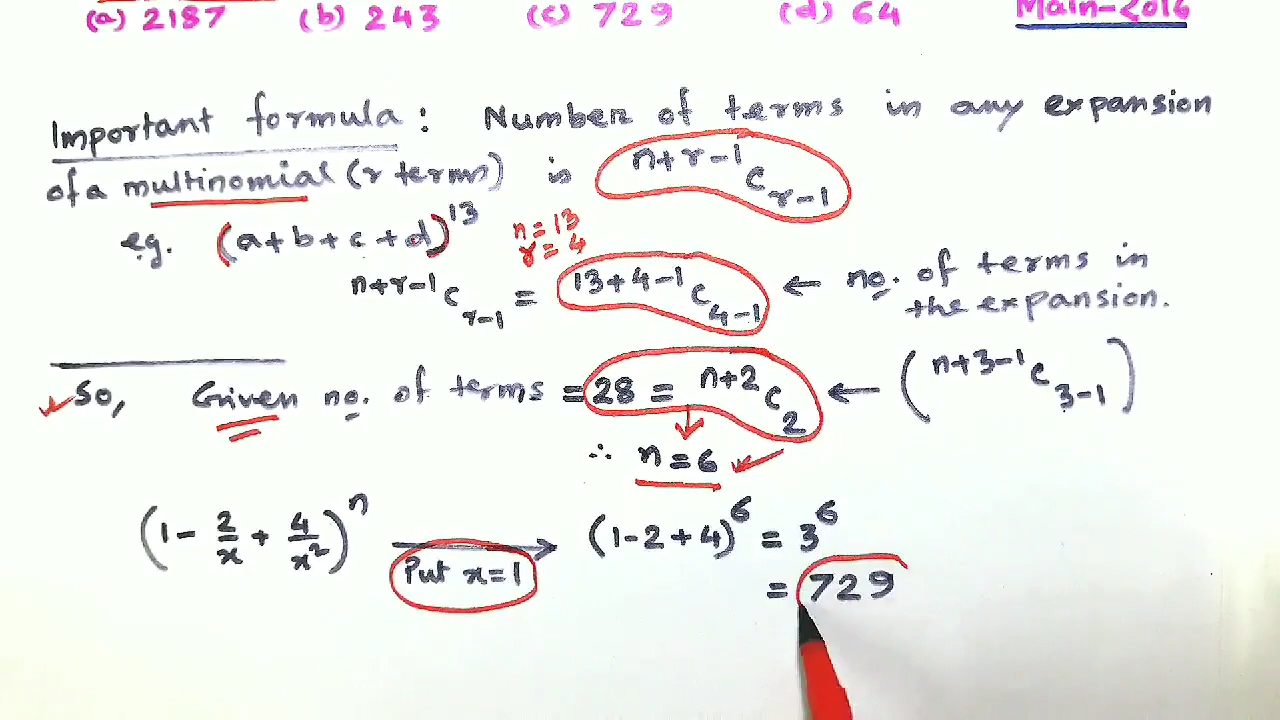 (a) 2187 (b) 243 (c) 729 (d) 64 Main-2016
Important formula: Number of terms in any expansion
of a multinomial (r terms) is ⁿ⁺ʳ⁻¹Cᵣ₋₁
eg. (a+b+c+d)¹³ n=13
r=4
ⁿ⁺ʳ⁻¹Cᵣ₋₁ = ¹³⁺⁴⁻¹C₄₋₁ ← no. of terms in
the expansion.
So, Given no. of terms = 28 = ⁿ⁺²C₂ ← (ⁿ⁺³⁻¹C₃₋₁)
∴ n=6
(1 - 2/x + 4/x²)ⁿ Put x=1 → (1-2+4)⁶ = 3⁶
= 729